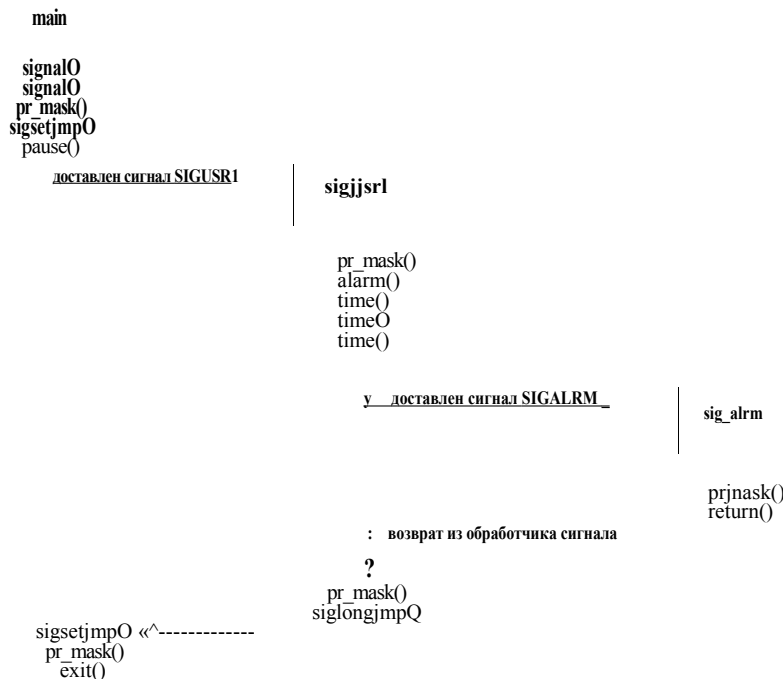 main
signalO
signalO
pr_mask()
sigsetjmpO
pause()
доставлен сигнал SIGUSR1
sigjjsrl
pr_mask()
alarm()
time()
timeO
time()
у доставлен сигнал SIGALRM _
sig_alrm
prjnask()
return()
: возврат из обработчика сигнала
?
pr_mask()
siglongjmpQ
sigsetjmpO «^-------------
pr_mask()
exit()